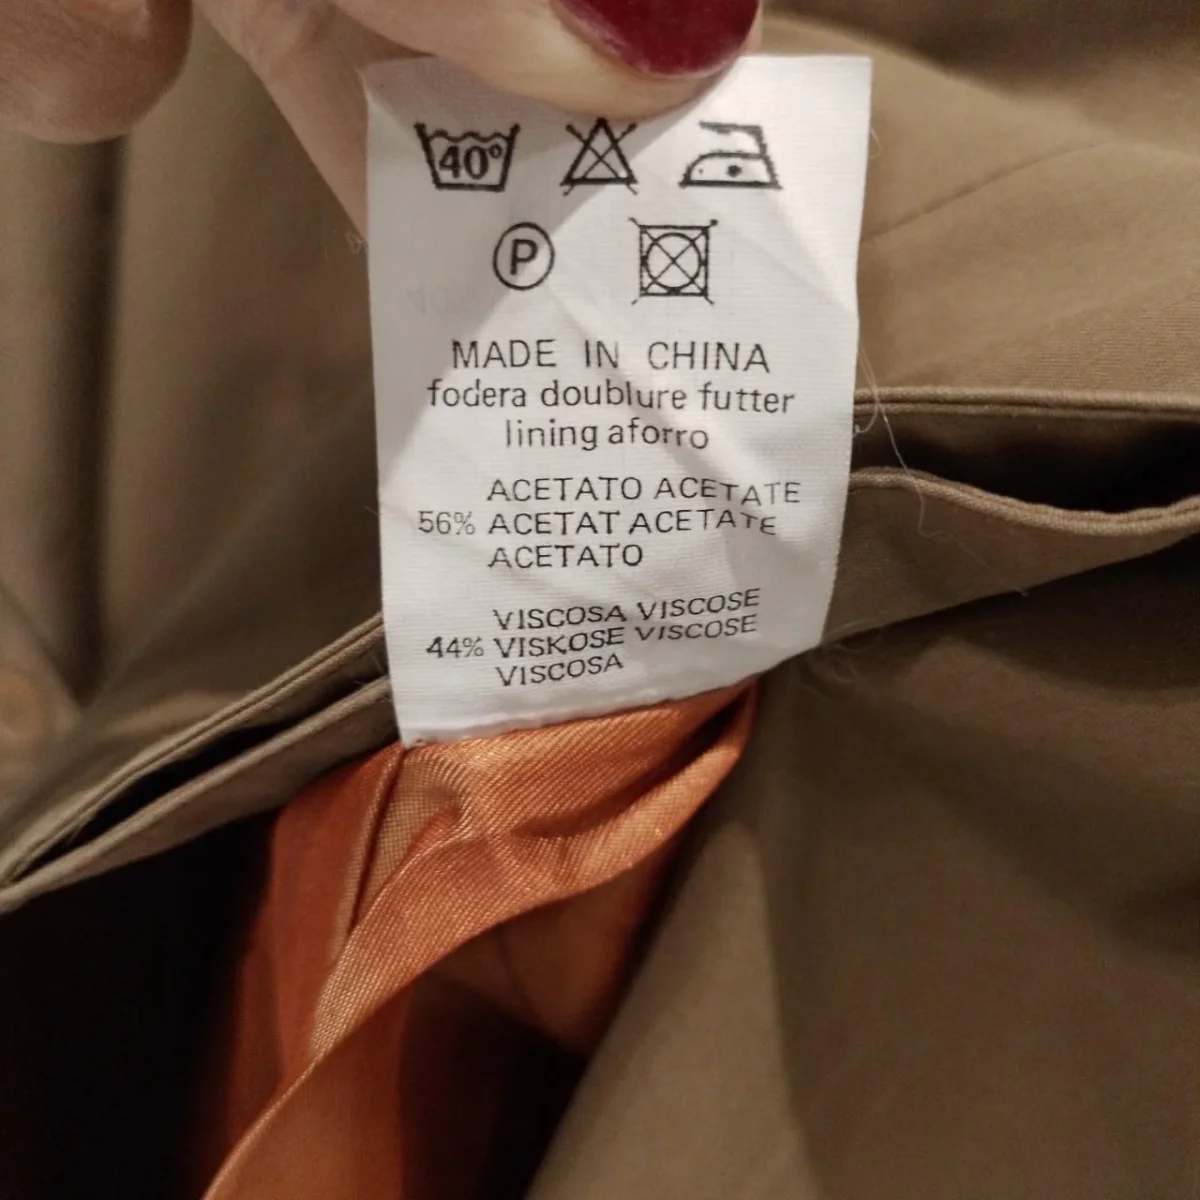 40°
P
MADE IN CHINA
fodera doublure futter
lining aforro
ACETATO ACETATE
56% ACETAT ACETATE
ACETATO
VISCOSA VISCOSE
44% VISKOSE VISCOSE
VISCOSA